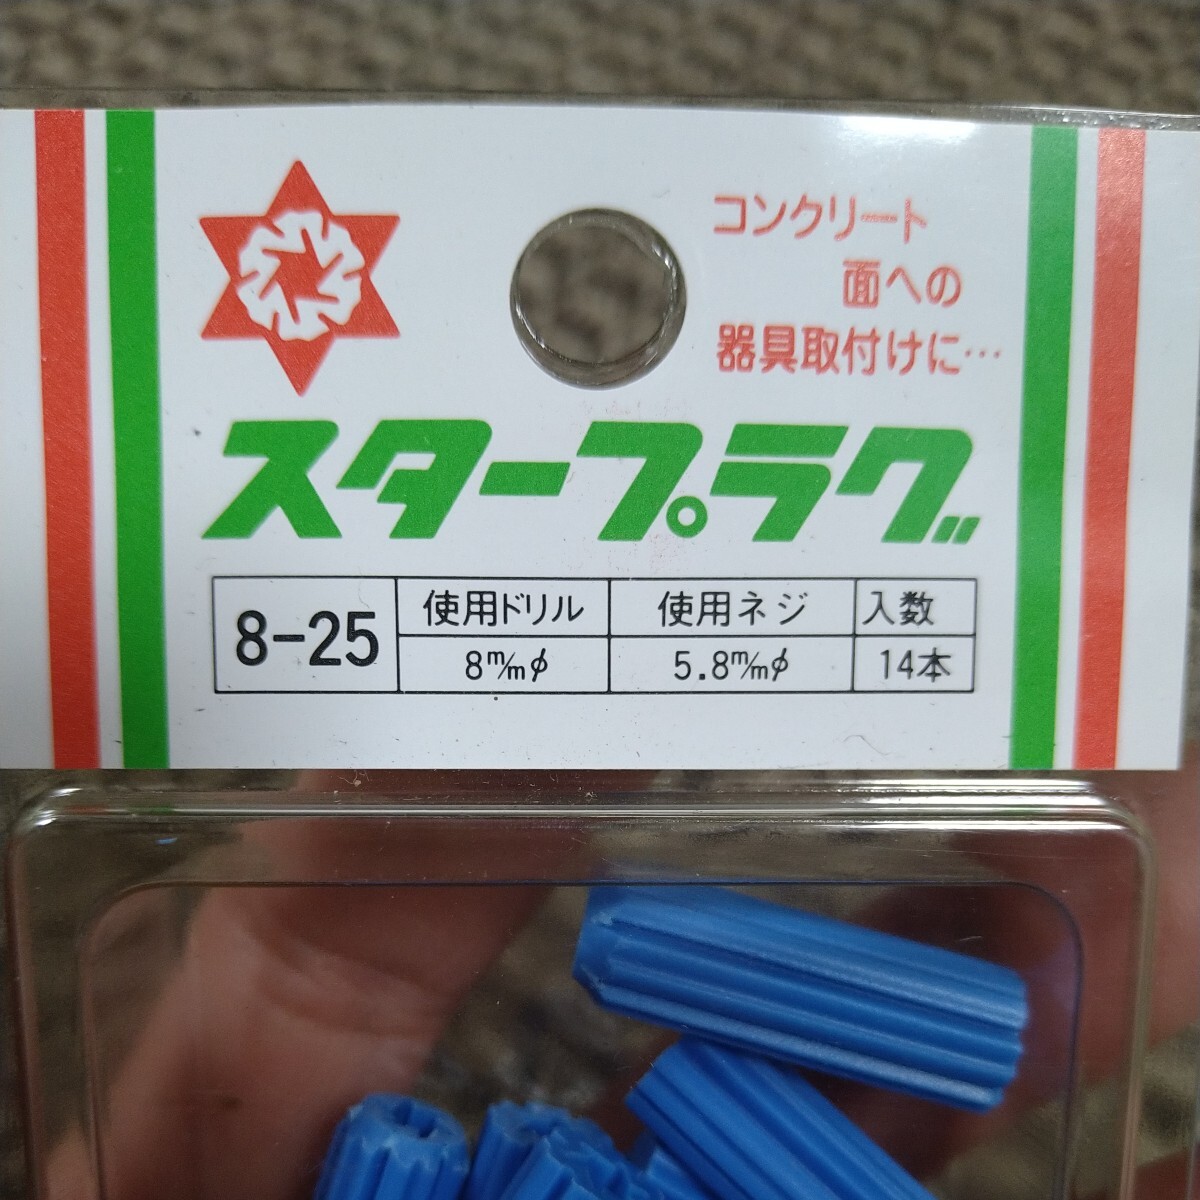 コンクリート
面への
器具取付けに…
スタープラグ
8-25 使用ドリル 使用ネジ 入数
8m/mφ 5.8m/mφ 14本